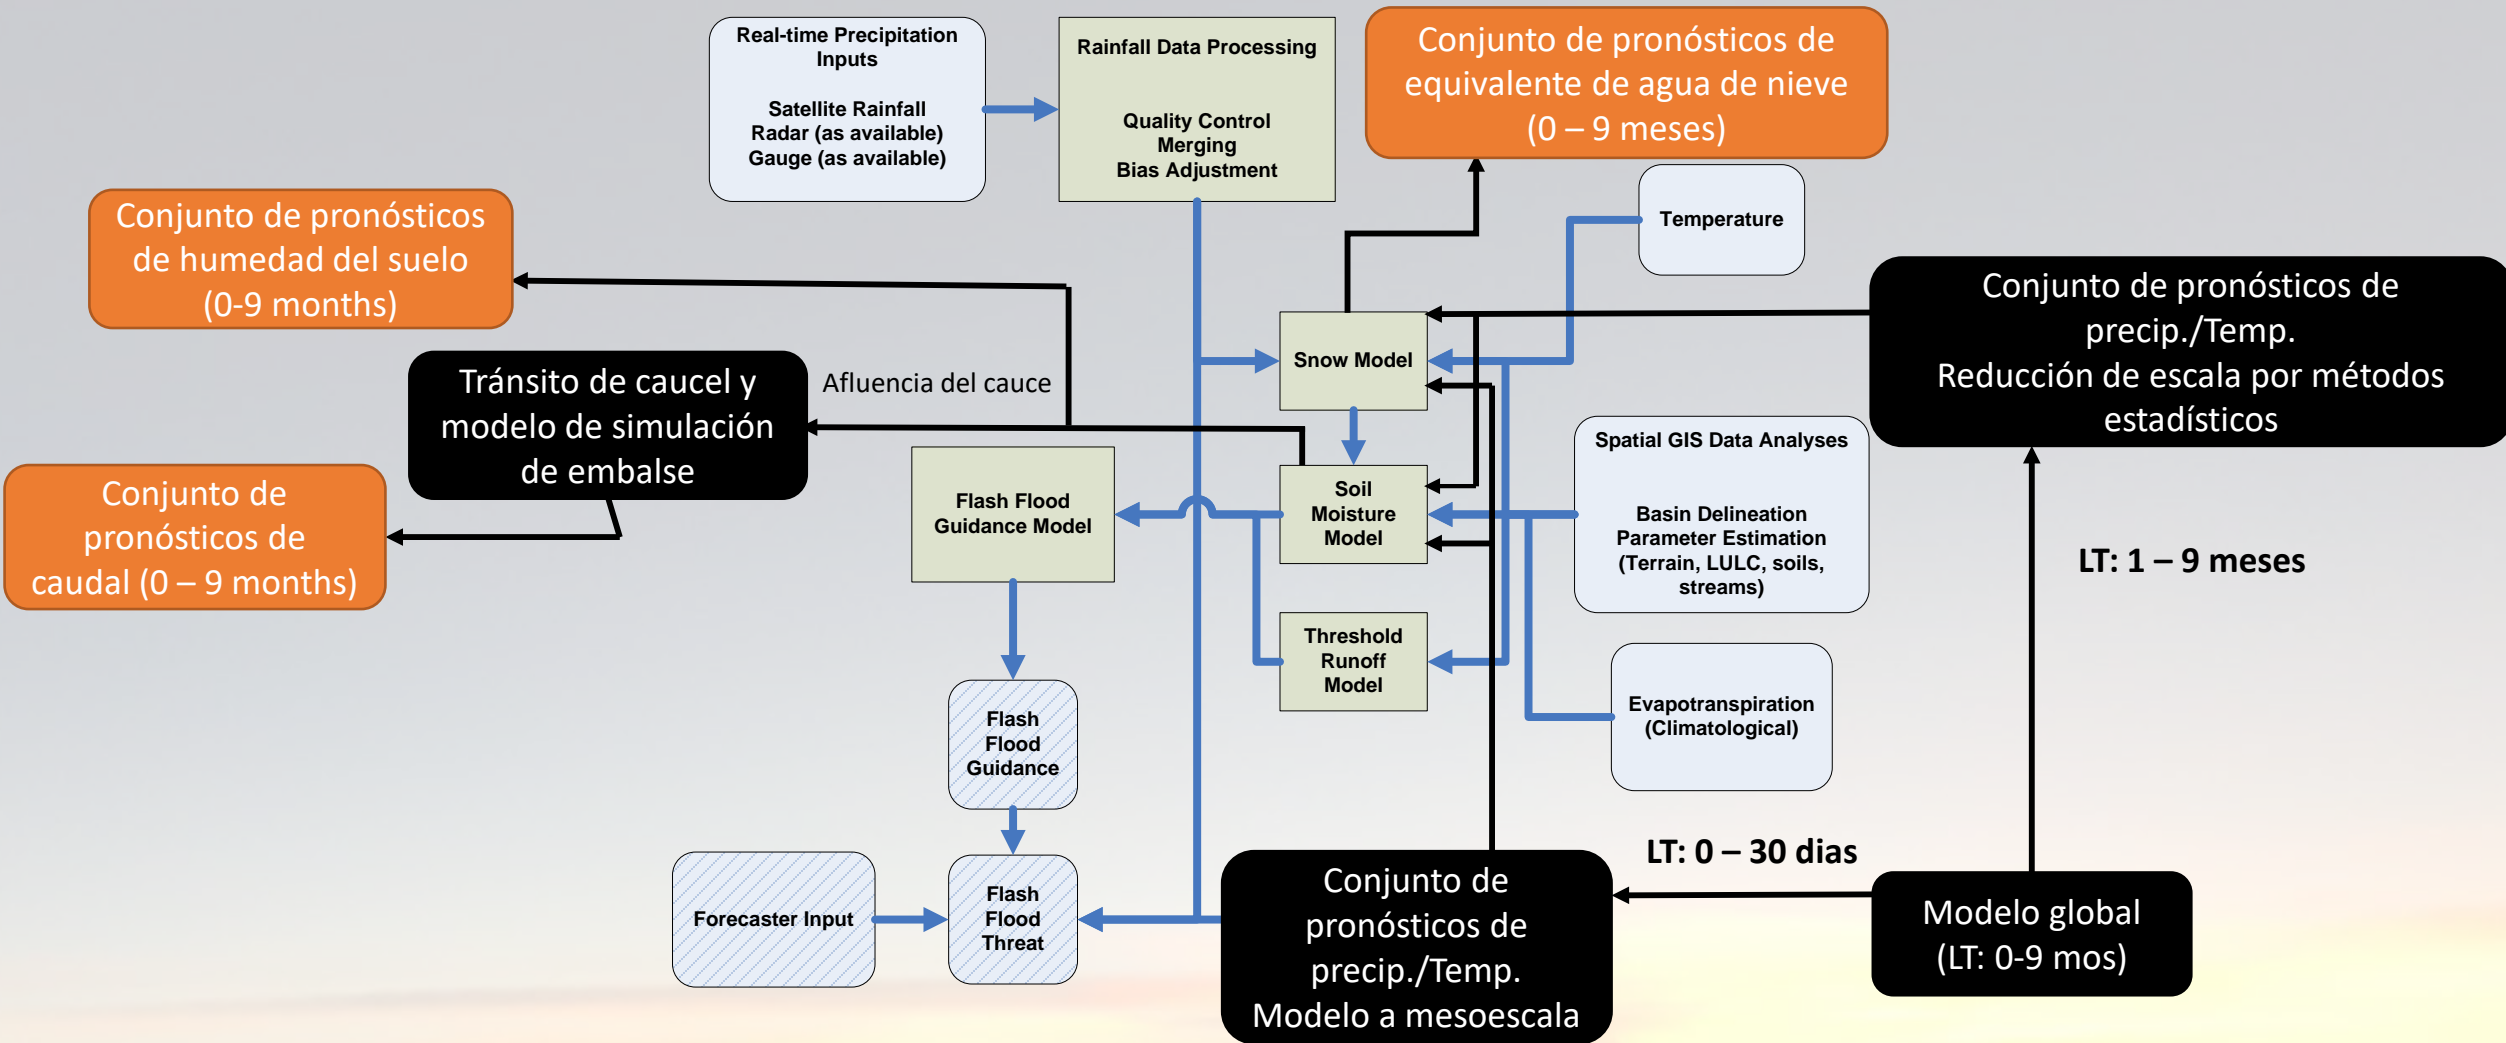 Real-time Precipitation
Inputs
Satellite Rainfall
Radar (as available)
Gauge (as available)
Rainfall Data Processing
Quality Control
Merging
Bias Adjustment
Conjunto de pronósticos de
equivalente de agua de nieve
(0 – 9 meses)
Temperature
Conjunto de pronósticos
de humedad del suelo
(0-9 months)
Conjunto de pronósticos de
precip./Temp.
Reducción de escala por métodos
estadísticos
Snow Model
Tránsito de caucel y
modelo de simulación
de embalse
Afluencia del cauce
Spatial GIS Data Analyses
Basin Delineation
Parameter Estimation
(Terrain, LULC, soils,
streams)
Conjunto de
pronósticos de
caudal (0 – 9 months)
Flash Flood
Guidance Model
Soil
Moisture
Model
LT: 1 – 9 meses
Threshold
Runoff
Model
Evapotranspiration
(Climatological)
Flash
Flood
Guidance
LT: 0 – 30 dias
Forecaster Input
Flash
Flood
Threat
Conjunto de
pronósticos de
precip./Temp.
Modelo a mesoescala
Modelo global
(LT: 0-9 mos)